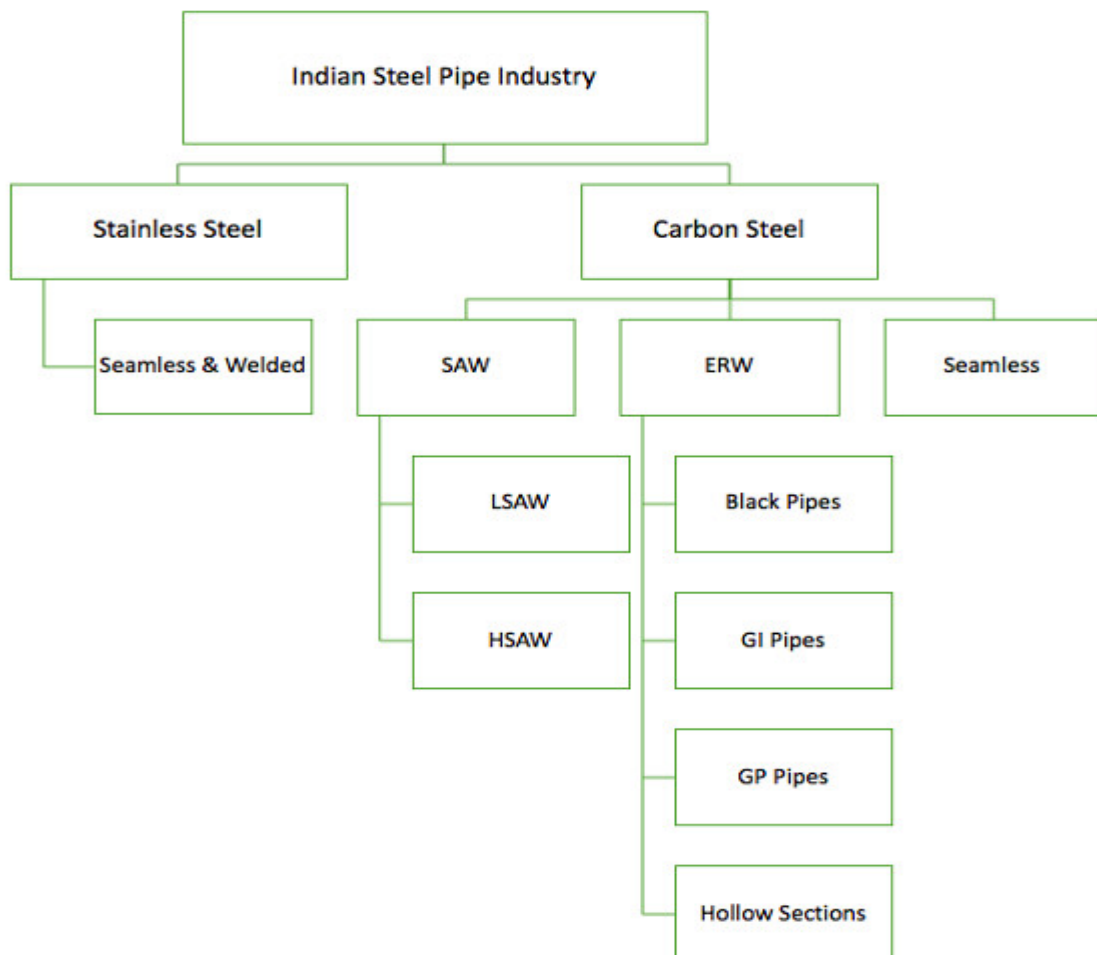 Indian Steel Pipe Industry
Stainless Steel
Carbon Steel
Seamless & Welded
SAW
ERW
Seamless
LSAW
Black Pipes
HSAW
GI Pipes
GP Pipes
Hollow Sections